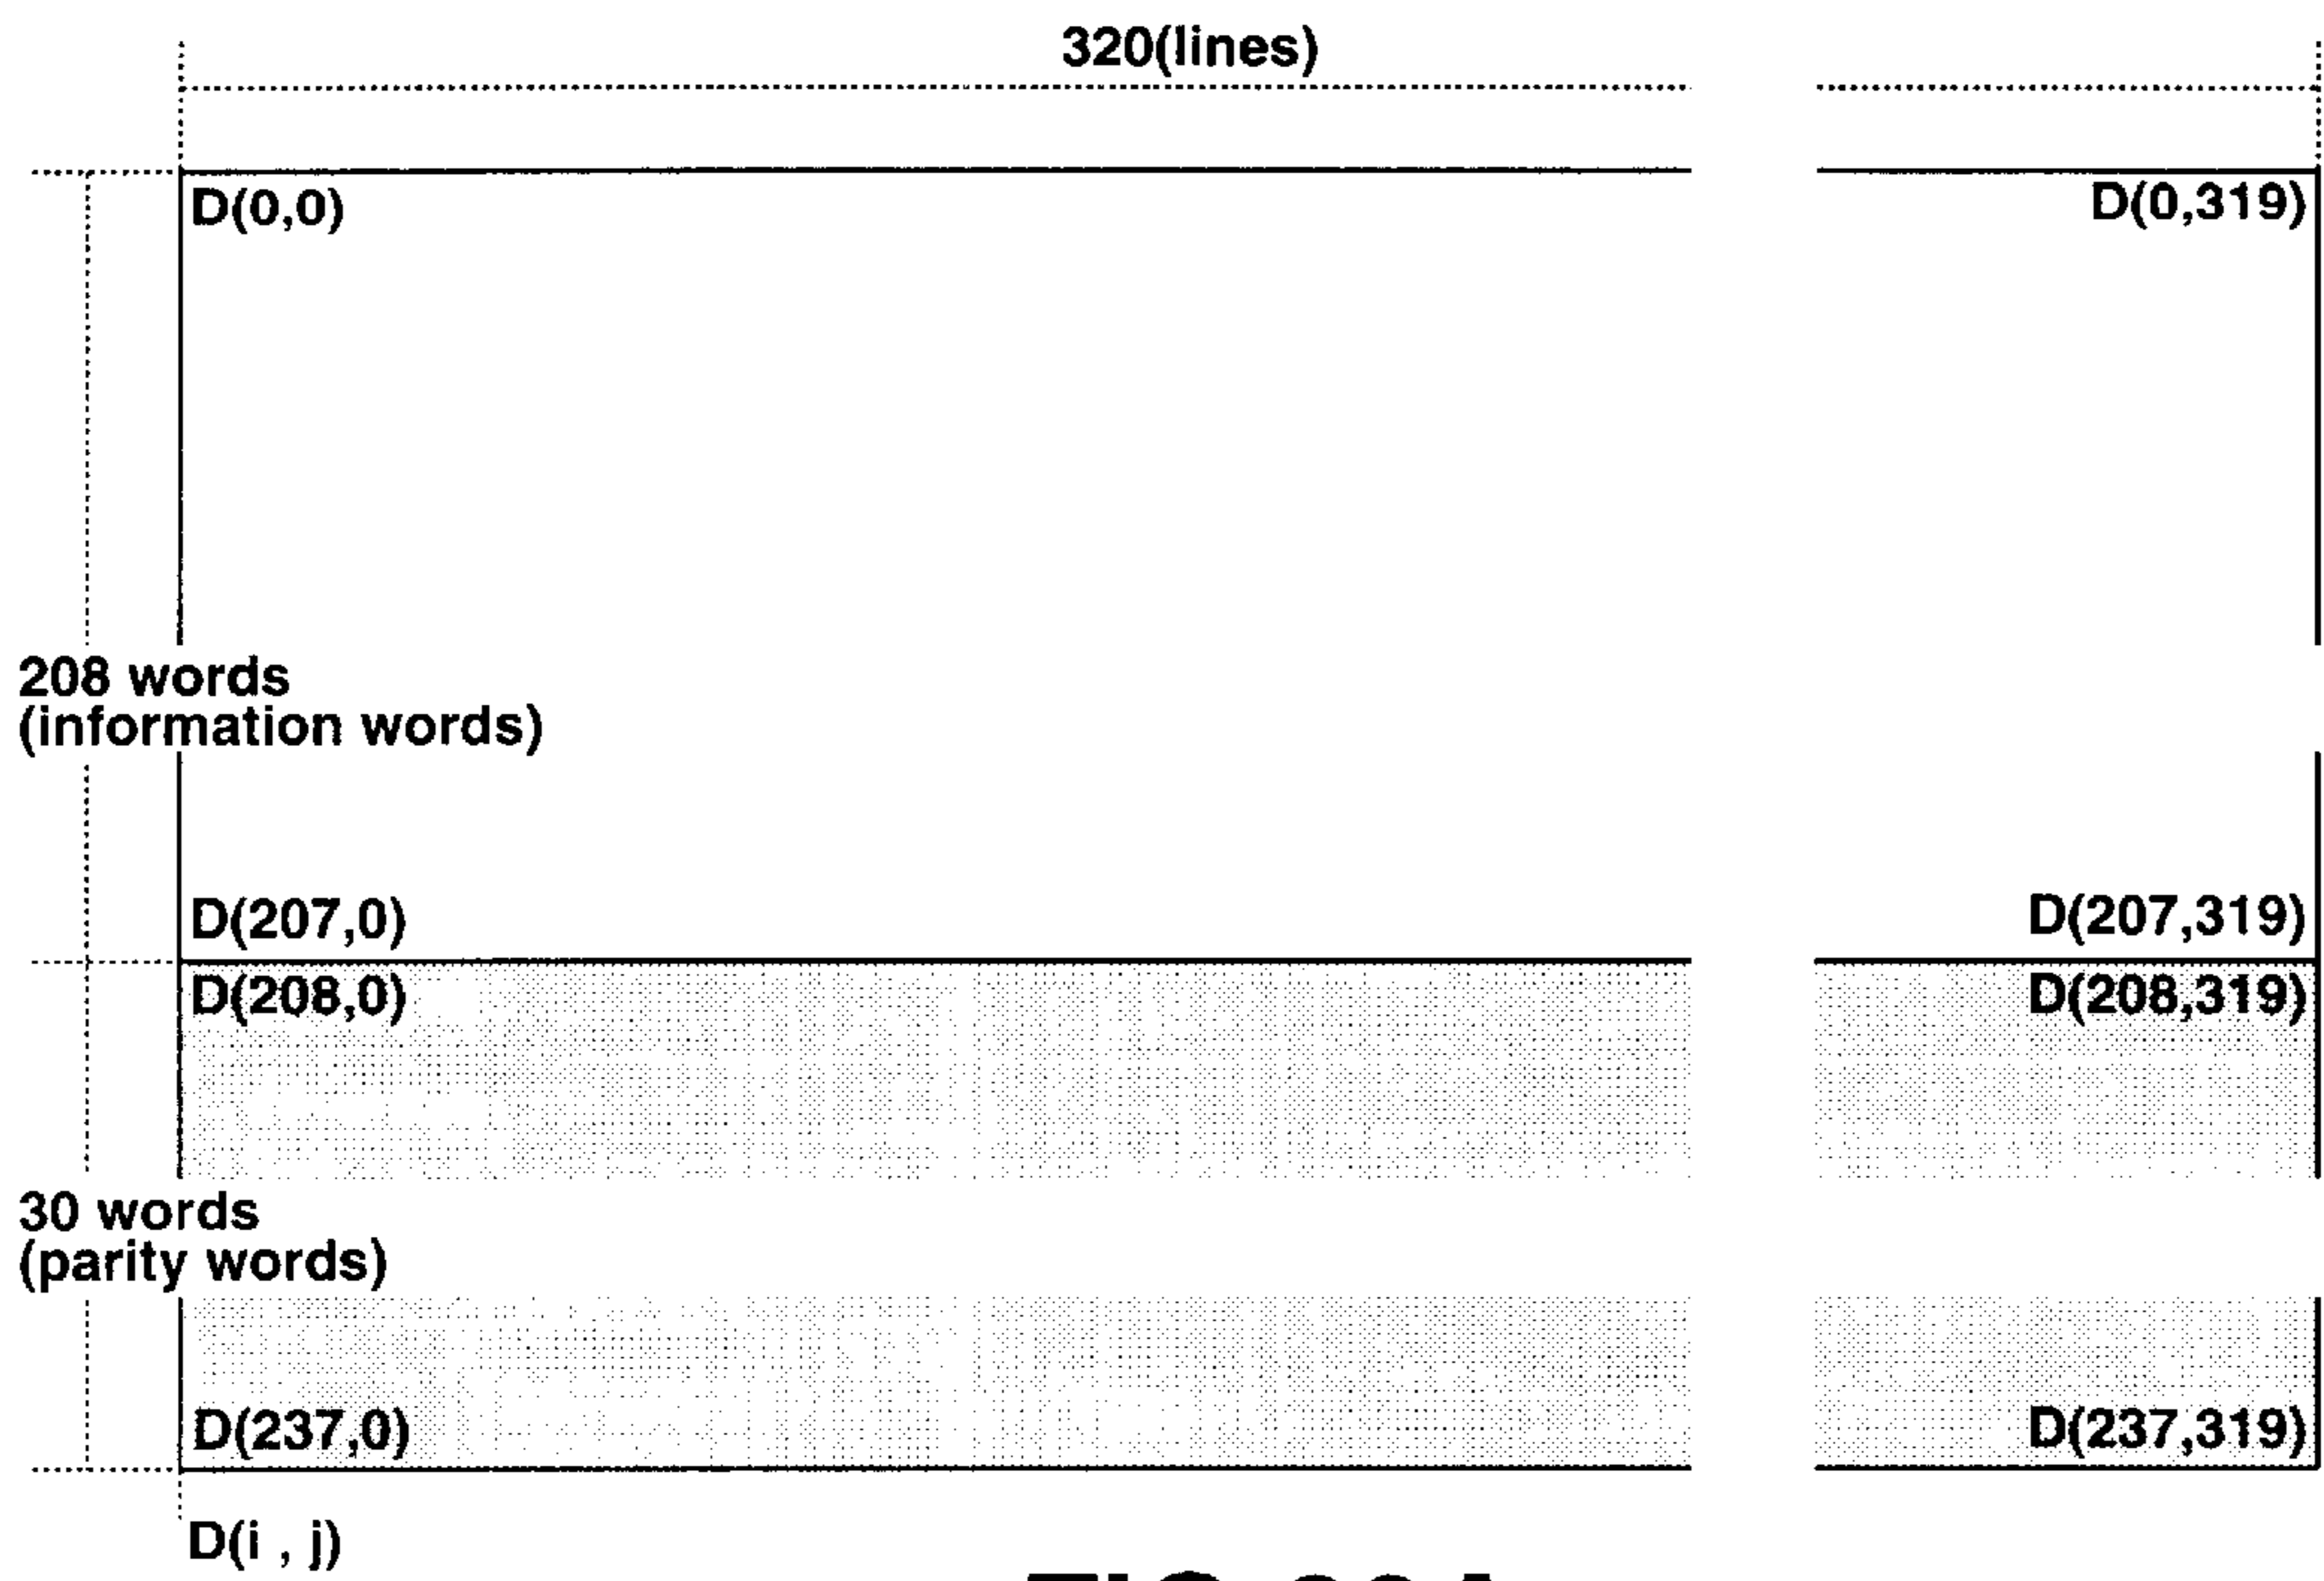 320(lines)
D(0,0)
D(0,319)
208 words
(information words)
D(207,0)
D(207,319)
D(208,0)
D(208,319)
30 words
(parity words)
D(237,0)
D(237,319)
D(i , j)